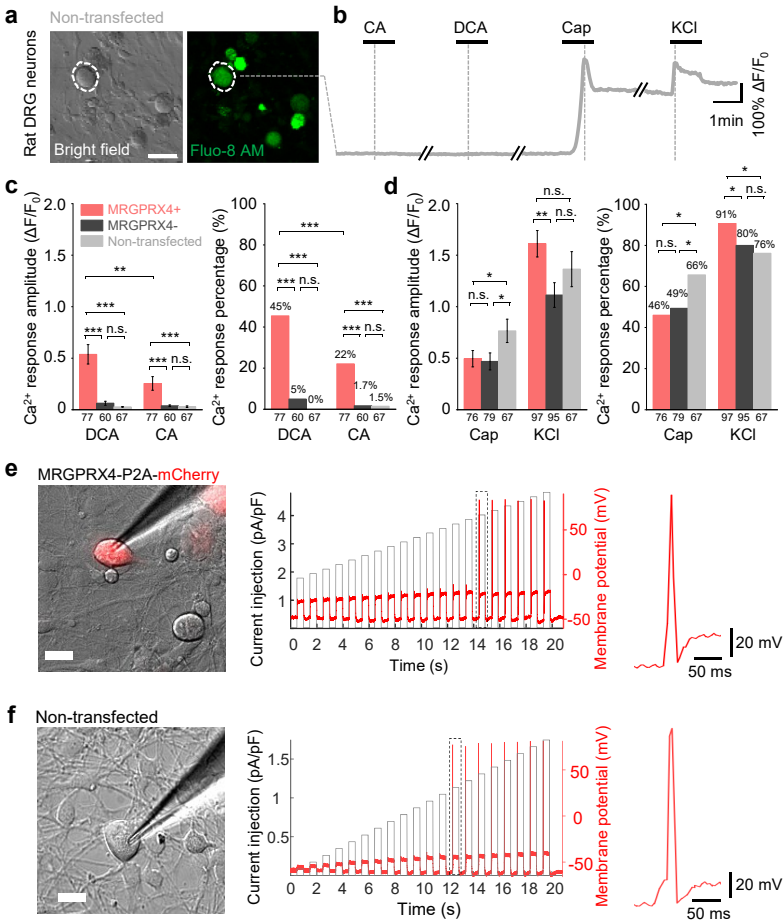 a
Non-transfected
Rat DRG neurons
Bright field
Fluo-8 AM
b
CA
DCA
Cap
KCl
100% ΔF/F0
1min
c
Ca2+ response amplitude (ΔF/F0)
2.0
1.5
1.0
0.5
0
MRGPRX4+
MRGPRX4-
Non-transfected
**
***
*** n.s.
***
*** n.s.
77 60 67 77 60 67
DCA CA
Ca2+ response percentage (%)
100
80
60
40
20
0
***
***
*** n.s.
***
*** n.s.
45%
5%
0%
22%
1.7%
1.5%
77 60 67 77 60 67
DCA CA
d
Ca2+ response amplitude (ΔF/F0)
2.0
1.5
1.0
0.5
0
n.s.
** n.s.
*
n.s. *
76 79 67 97 95 67
Cap KCl
Ca2+ response percentage (%)
100
80
60
40
20
0
*
* n.s.
*
n.s. *
46%
49%
66%
91%
80%
76%
76 79 67 97 95 67
Cap KCl
e
MRGPRX4-P2A-mCherry
Current injection (pA/pF)
4
3
2
1
0 2 4 6 8 10 12 14 16 18 20
Time (s)
50
0
-50
Membrane potential (mV)
20 mV
50 ms
f
Non-transfected
Current injection (pA/pF)
1.5
1
0.5
0 2 4 6 8 10 12 14 16 18 20
Time (s)
50
0
-50
Membrane potential (mV)
20 mV
50 ms